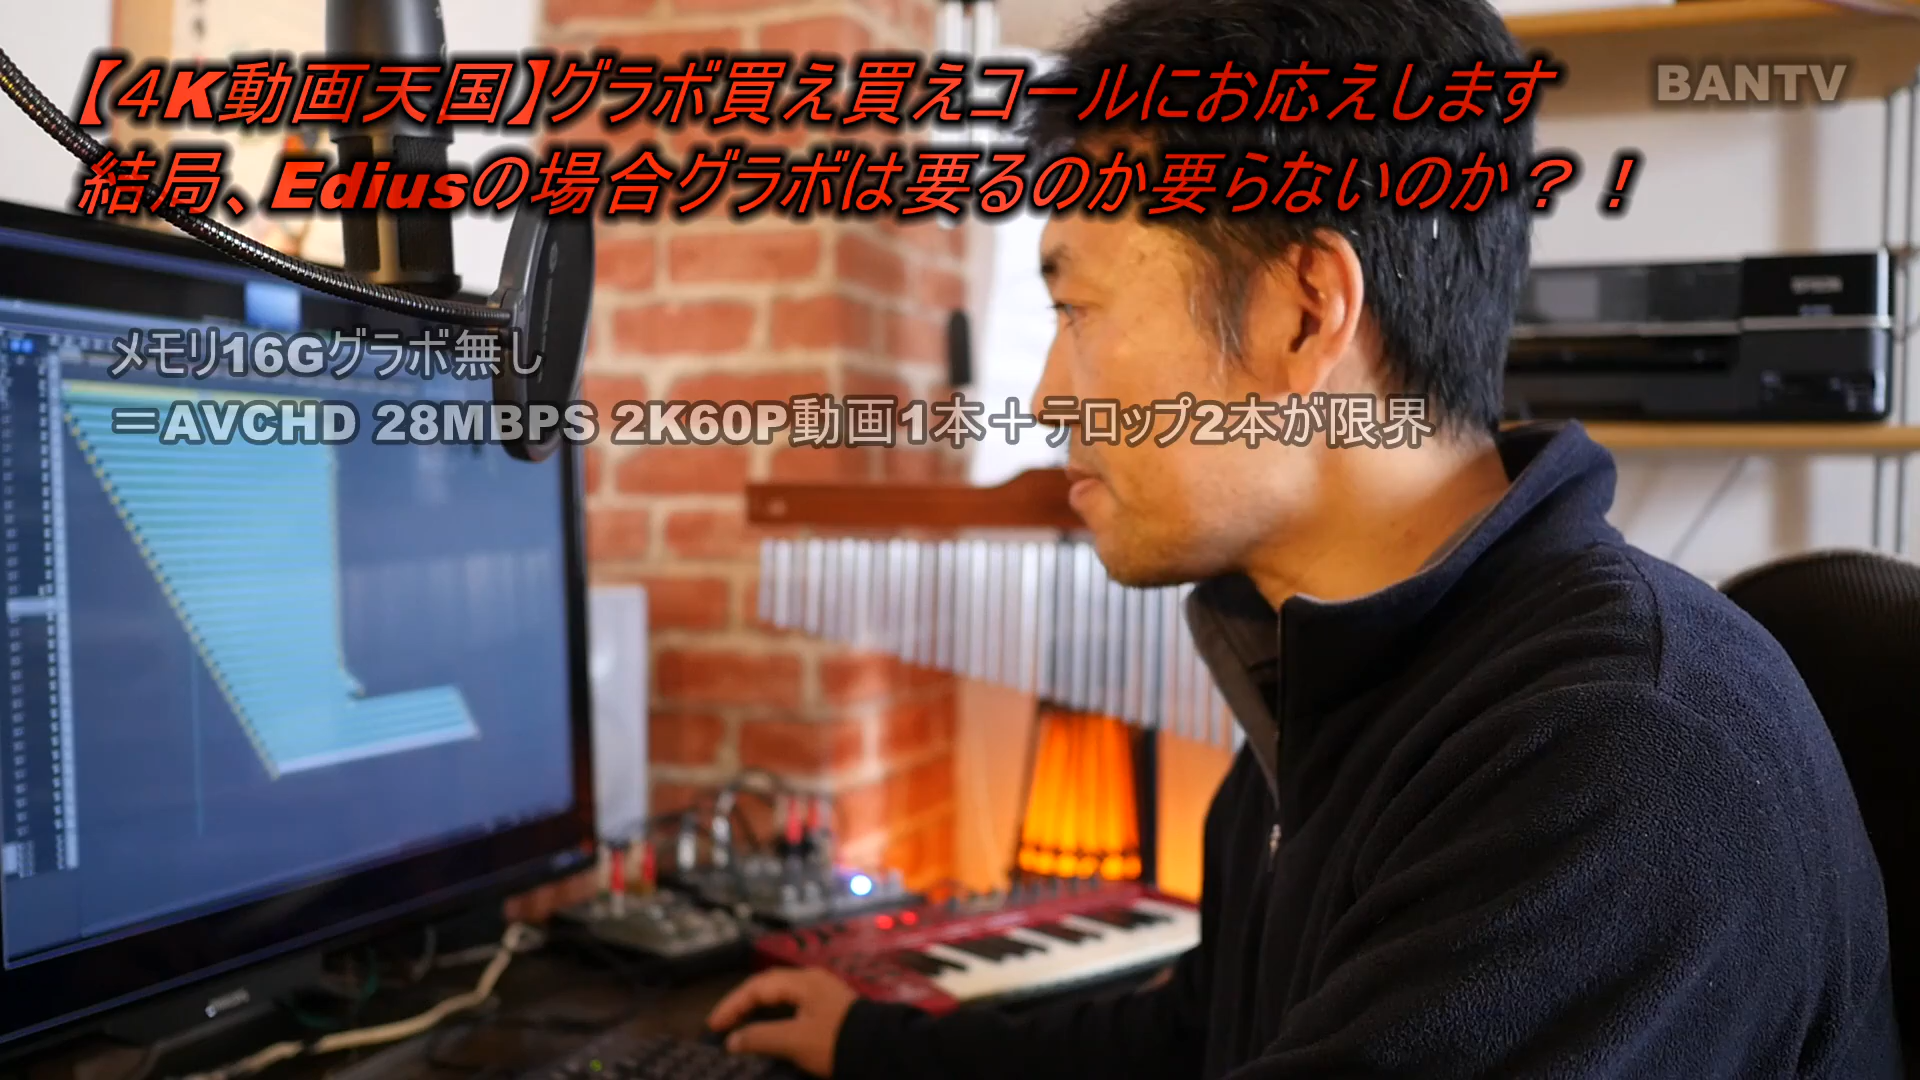 【４K動画天国】グラボ買え買えコールにお応えします
BANTV
結局、Ediusの場合グラボは要るのか要らないのか？！
EPSON
メモリ16Gグラボ無し
＝AVCHD 28MBPS 2K60P動画1本＋テロップ2本が限界